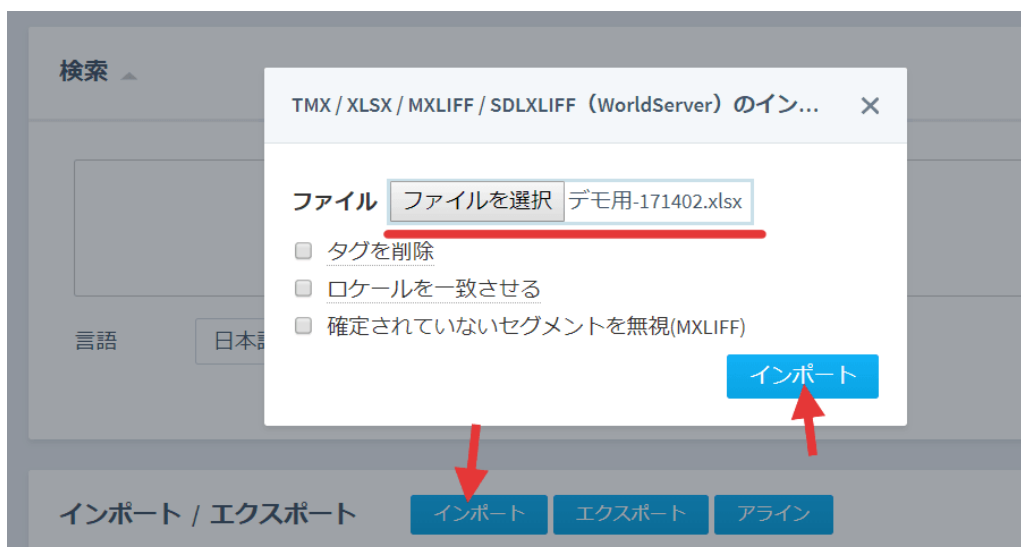 検索
TMX / XLSX / MXLIFF / SDLXLIFF（WorldServer）のイン...
ファイル ファイルを選択 デモ用-171402.xlsx
タグを削除
ロケールを一致させる
確定されていないセグメントを無視(MXLIFF)
言語 日本
インポート
インポート / エクスポート インポート エクスポート アライン